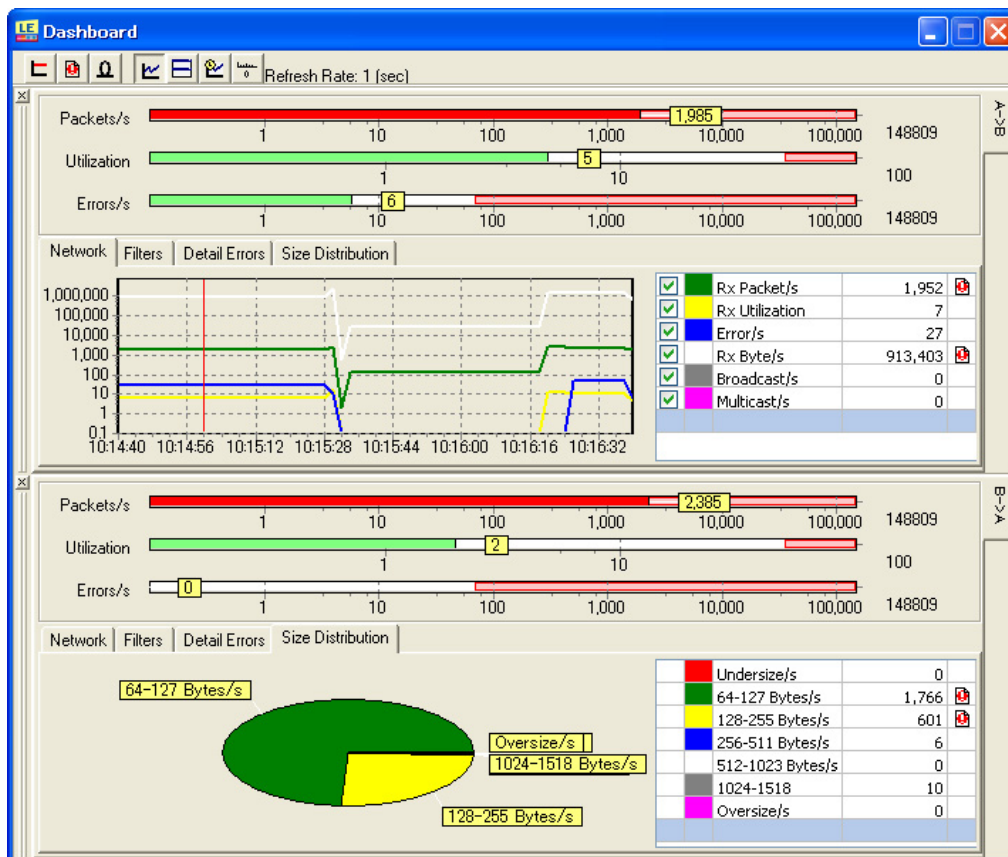 LE Dashboard
Refresh Rate: 1 (sec)
A->B
Packets/s 1,985
1 10 100 1,000 10,000 100,000 148809
Utilization 5
1 10 100
Errors/s 6
1 10 100 1,000 10,000 100,000 148809
Network Filters Detail Errors Size Distribution
1,000,000
100,000
10,000
1,000
100
10
1
0.1
10:14:40 10:14:56 10:15:12 10:15:28 10:15:44 10:16:00 10:16:16 10:16:32
Rx Packet/s 1,952
Rx Utilization 7
Error/s 27
Rx Byte/s 913,403
Broadcast/s 0
Multicast/s 0
B->A
Packets/s 2,385
1 10 100 1,000 10,000 100,000 148809
Utilization 2
1 10 100
Errors/s 0
1 10 100 1,000 10,000 100,000 148809
Network Filters Detail Errors Size Distribution
64-127 Bytes/s
Oversize/s
1024-1518 Bytes/s
128-255 Bytes/s
Undersize/s 0
64-127 Bytes/s 1,766
128-255 Bytes/s 601
256-511 Bytes/s 6
512-1023 Bytes/s 0
1024-1518 10
Oversize/s 0